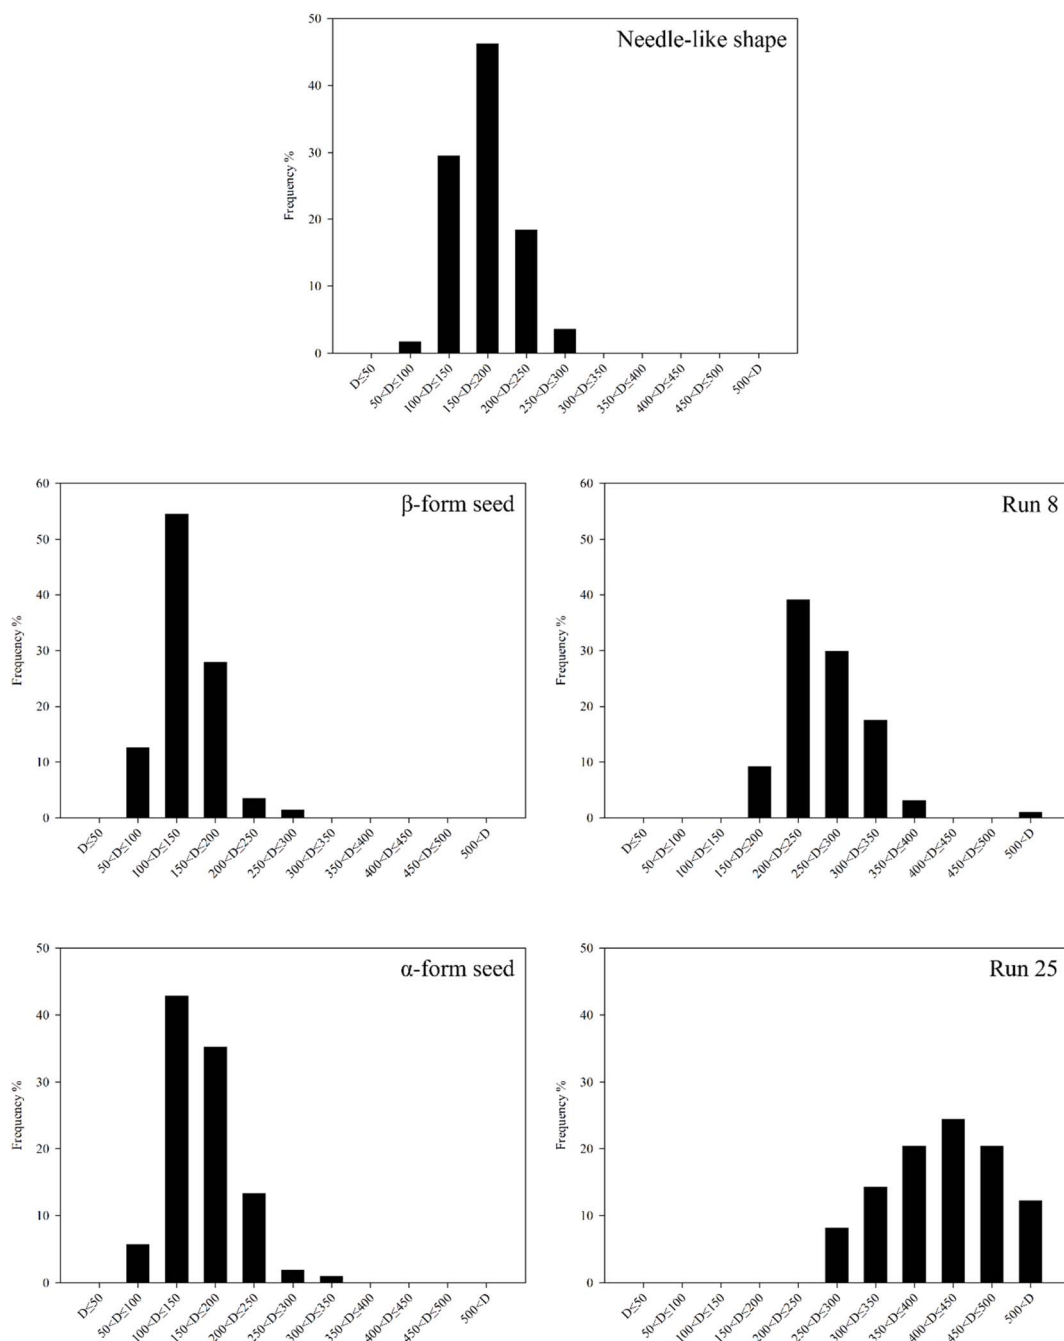 Needle-like shape
Frequency %
50
40
30
20
10
0
D≤50
50<D≤100
100<D≤150
150<D≤200
200<D≤250
250<D≤300
300<D≤350
350<D≤400
400<D≤450
450<D≤500
500<D
β-form seed
Frequency %
60
50
40
30
20
10
0
D≤50
50<D≤100
100<D≤150
150<D≤200
200<D≤250
250<D≤300
300<D≤350
350<D≤400
400<D≤450
450<D≤500
500<D
Run 8
Frequency %
60
50
40
30
20
10
0
D≤50
50<D≤100
100<D≤150
150<D≤200
200<D≤250
250<D≤300
300<D≤350
350<D≤400
400<D≤450
450<D≤500
500<D
α-form seed
Frequency %
50
40
30
20
10
0
D≤50
50<D≤100
100<D≤150
150<D≤200
200<D≤250
250<D≤300
300<D≤350
350<D≤400
400<D≤450
450<D≤500
500<D
Run 25
Frequency %
50
40
30
20
10
0
D≤50
50<D≤100
100<D≤150
150<D≤200
200<D≤250
250<D≤300
300<D≤350
350<D≤400
400<D≤450
450<D≤500
500<D